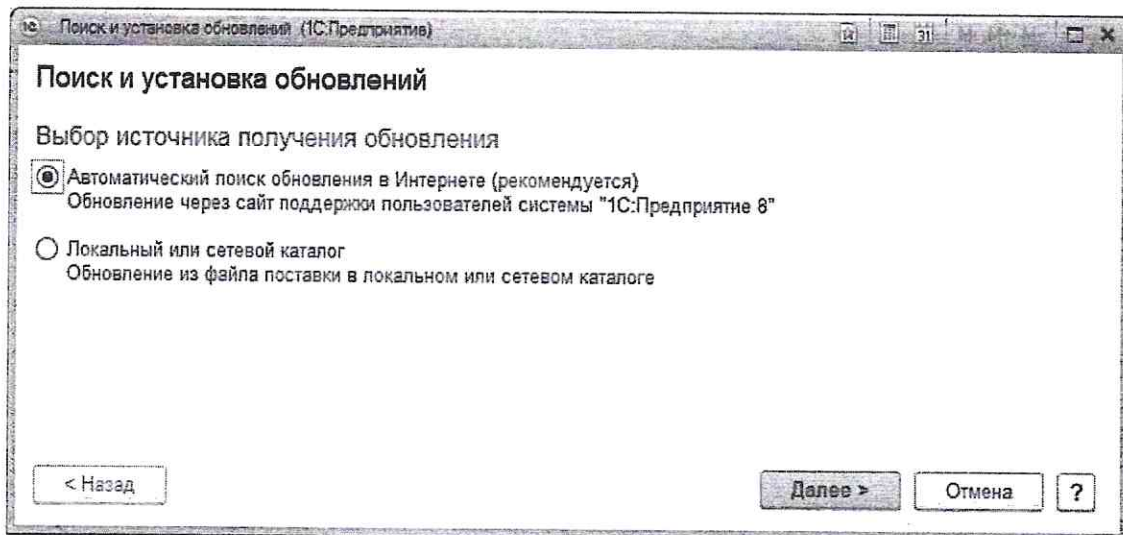 1С Поиск и установка обновлений (1С:Предприятие) 31 M M+ M-
Поиск и установка обновлений
Выбор источника получения обновления
Автоматический поиск обновления в Интернете (рекомендуется)
Обновление через сайт поддержки пользователей системы "1С:Предприятие 8"
Локальный или сетевой каталог
Обновление из файла поставки в локальном или сетевом каталоге
< Назад Далее > Отмена ?